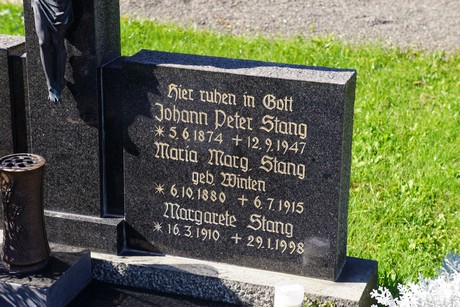 Hier ruhen in Gott
Johann Peter Stang
* 5.6.1874 + 12.9.1947
Maria Marg. Stang
geb. Winten
* 6.10.1880 + 6.7.1915
Margarete Stang
* 16.3.1910 + 29.1.1998